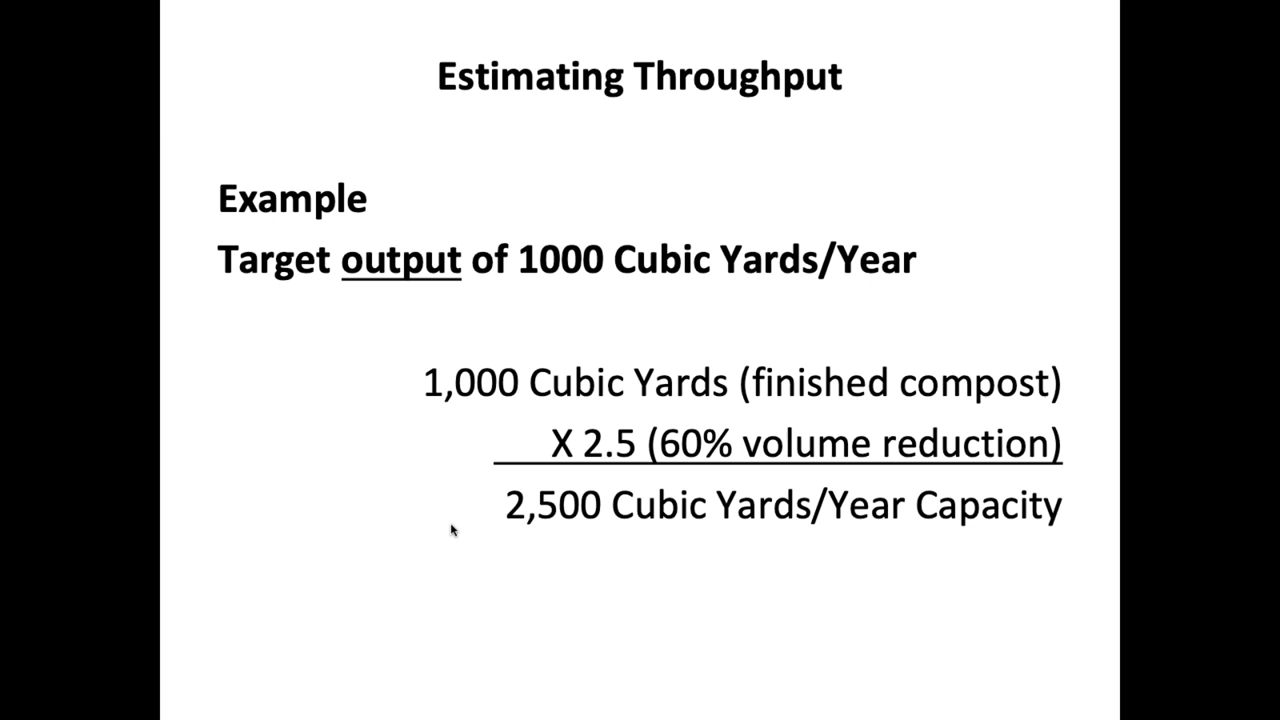 Estimating Throughput
Example
Target output of 1000 Cubic Yards/Year
1,000 Cubic Yards (finished compost)
X 2.5 (60% volume reduction)
2,500 Cubic Yards/Year Capacity